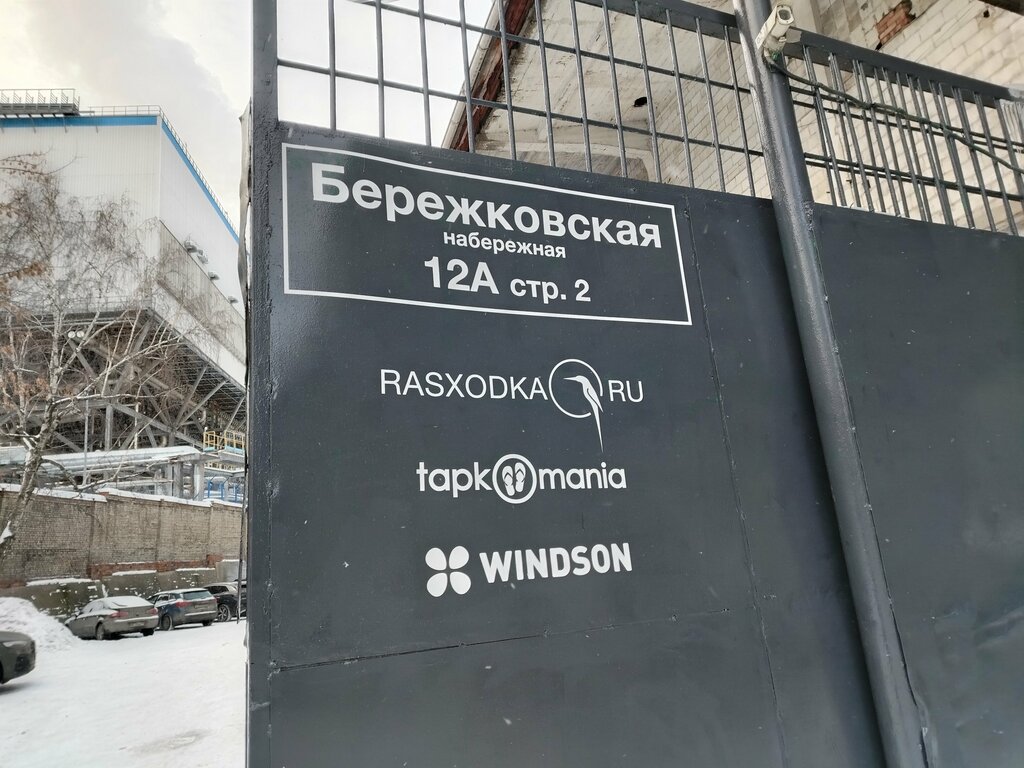 Бережковская
набережная
12А стр. 2
RASXODKA RU
tapkOmania
WINDSON